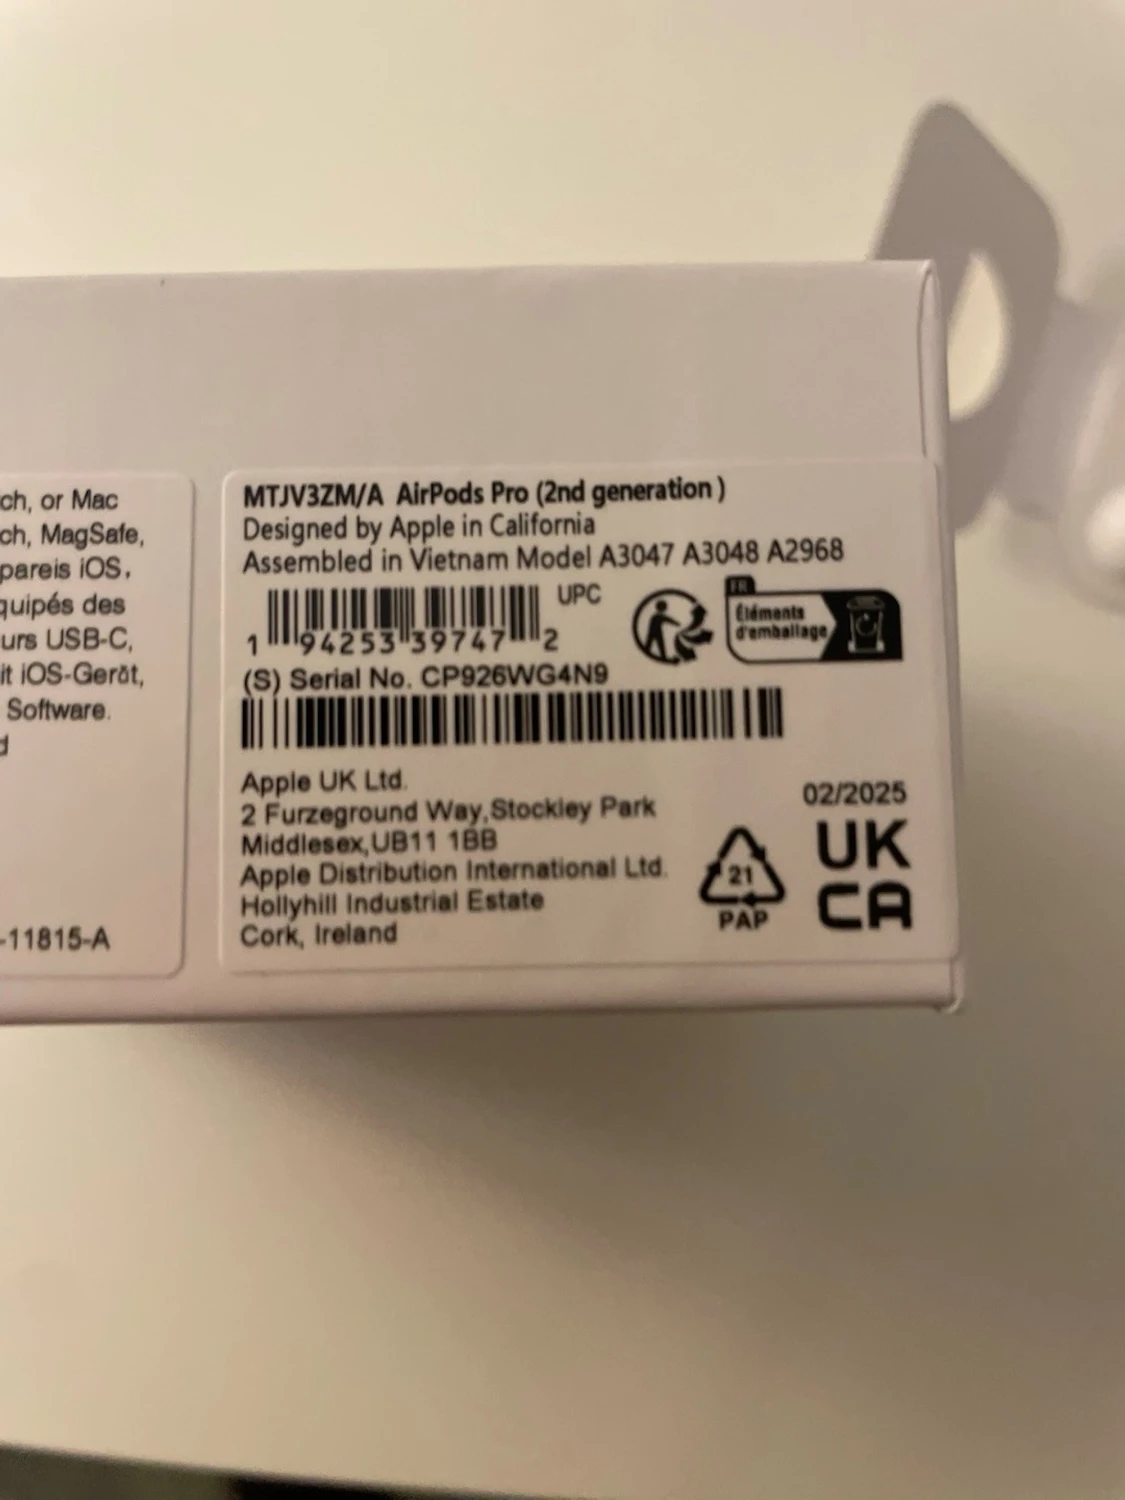 ch, or Mac
ch, MagSafe,
pareis iOS,
quipés des
urs USB-C,
it iOS-Gerät,
Software.
d
-11815-A
MTJV3ZM/A AirPods Pro (2nd generation )
Designed by Apple in California
Assembled in Vietnam Model A3047 A3048 A2968
UPC
1 94253 39747 2
FR
Éléments
d'emballage
(S) Serial No. CP926WG4N9
Apple UK Ltd.
2 Furzeground Way,Stockley Park
Middlesex,UB11 1BB
Apple Distribution International Ltd.
Hollyhill Industrial Estate
Cork, Ireland
21
PAP
02/2025
UK
CA